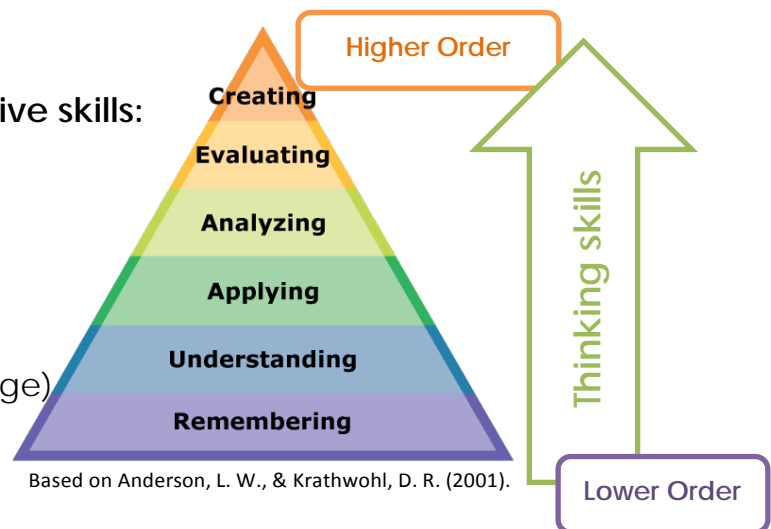 Higher Order
ive skills:
Creating
Evaluating
Analyzing
Applying
Understanding
ge)
Remembering
Thinking skills
Based on Anderson, L. W., & Krathwohl, D. R. (2001).
Lower Order